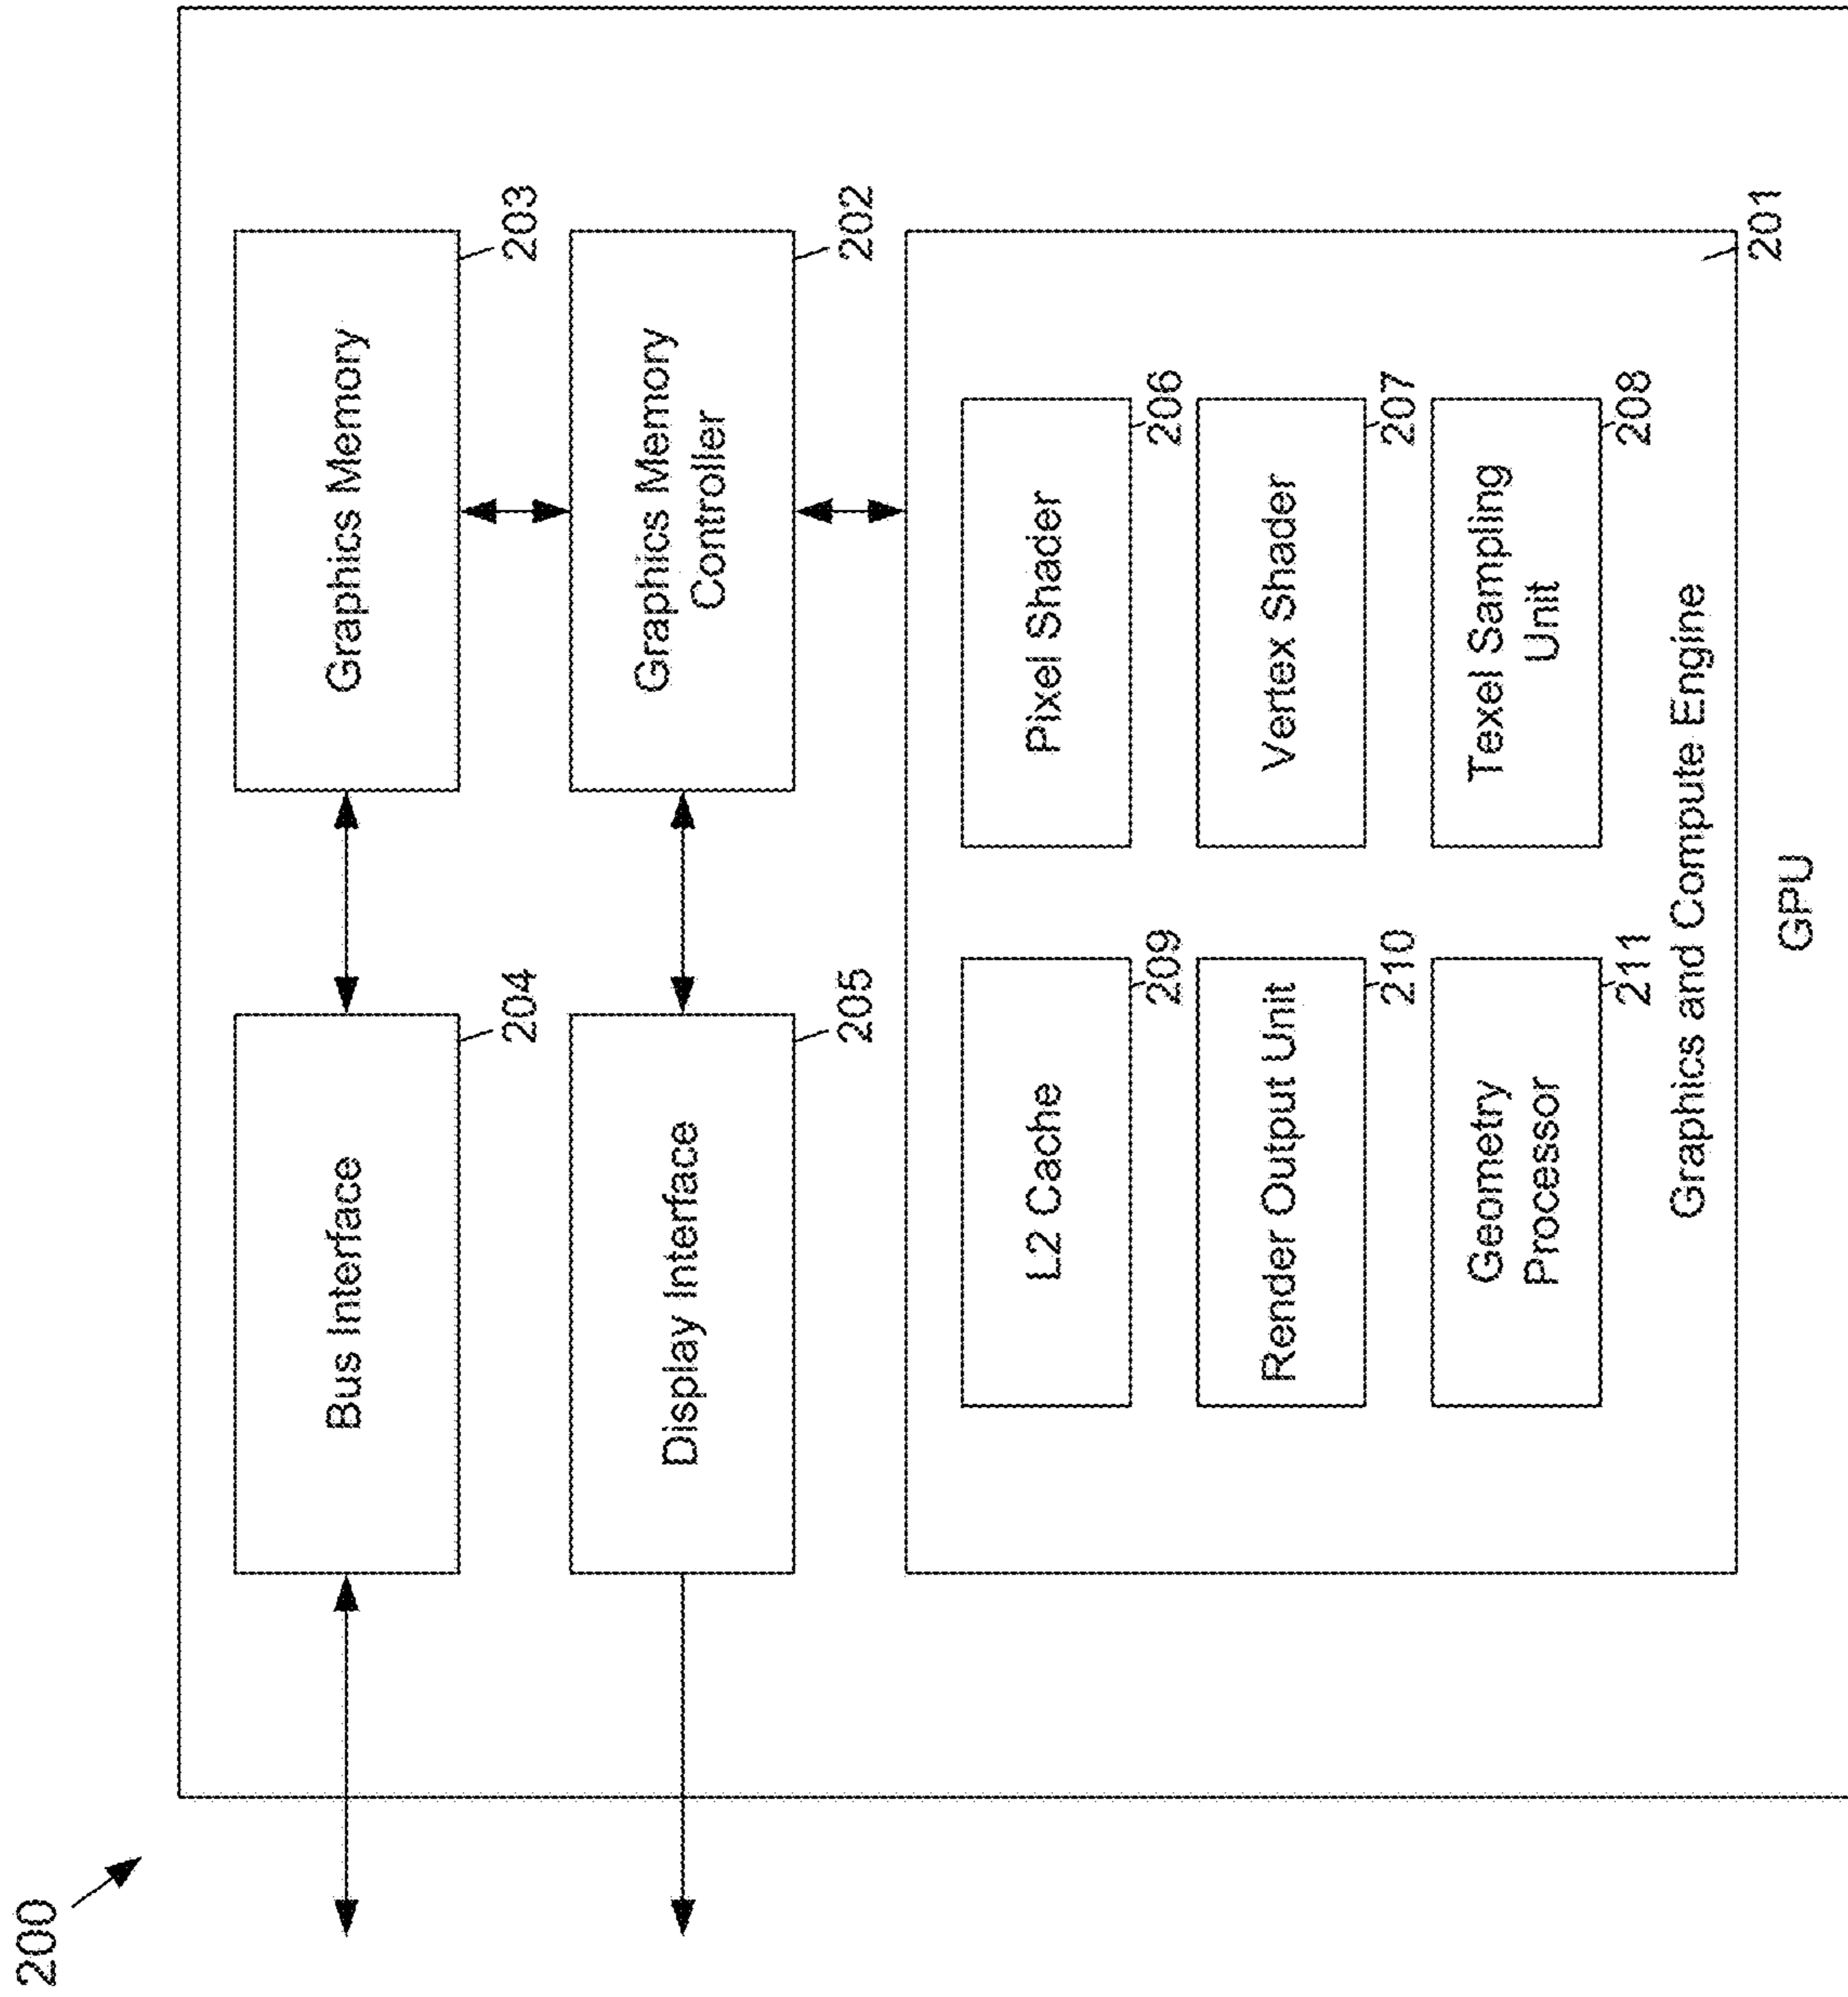 200
Bus Interface
204
Graphics Memory
203
Display Interface
205
Graphics Memory
Controller
202
L2 Cache
209
Pixel Shader
206
Render Output Unit
210
Vertex Shader
207
Geometry
Processor
211
Texel Sampling
Unit
208
Graphics and Compute Engine
201
GPU